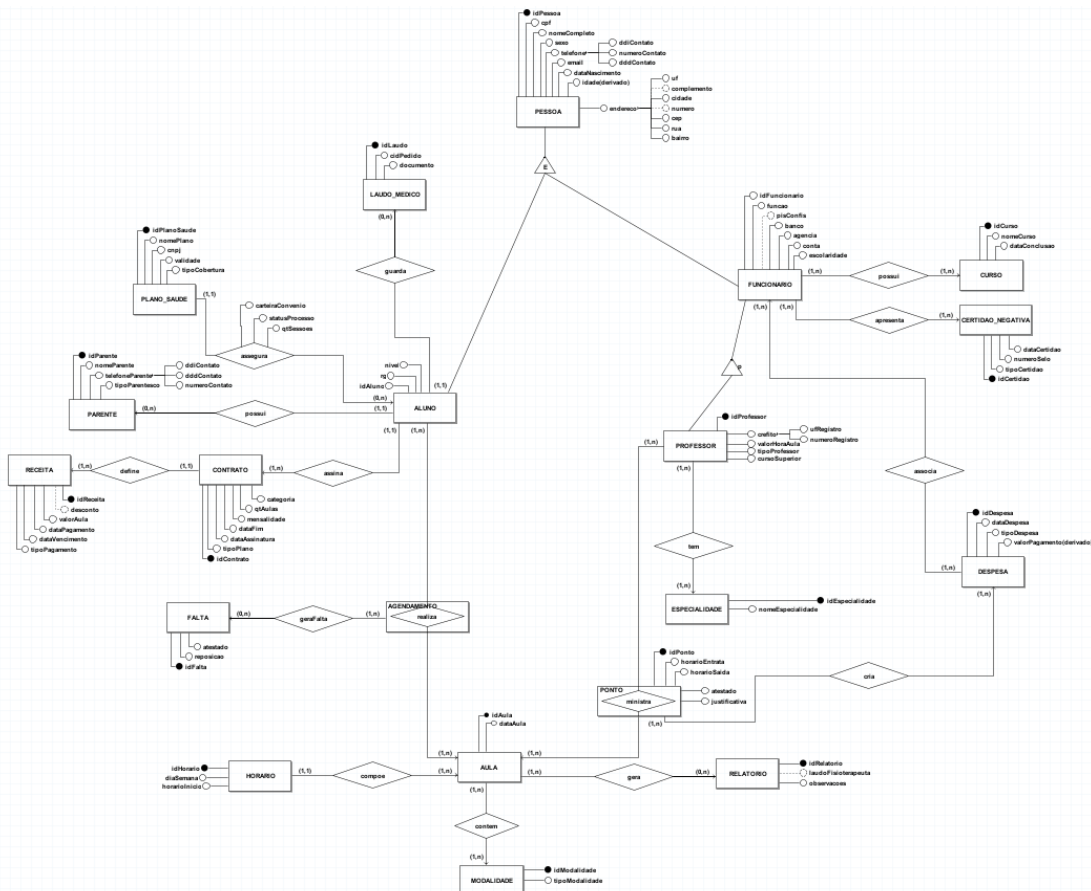 idPessoa
cpf
nomeCompleto
sexo
telefone
ddiContato
numeroContato
dddContato
email
dataNascimento
idade(derivado)
PESSOA
endereco
uf
complemento
cidade
numero
cep
rua
bairro
E
idLaudo
cidPedido
documento
LAUDO_MEDICO
(0,n)
guarda
idPlanoSaude
nomePlano
cnpj
validade
tipoCobertura
PLANO_SAUDE
(1,1)
carteiraConvenio
statusProcesso
qtSessoes
assegura
idFuncionario
funcao
pisConfis
banco
agencia
conta
escolaridade
FUNCIONARIO
(1,n)
possui
(1,n)
idCurso
nomeCurso
dataConclusao
CURSO
(1,n)
(1,n)
apresenta
(1,n)
CERTIDAO_NEGATIVA
dataCertidao
numeroSelo
tipoCertidao
idCertidao
P
idParente
nomeParente
telefoneParente
ddiContato
dddContato
numeroContato
tipoParentesco
PARENTE
(0,n)
possui
(1,1)
nivel
rg
idAluno
(0,n)
(1,1)
ALUNO
(1,1)
(1,n)
idProfessor
crefito
ufRegistro
numeroRegistro
valorHoraAula
tipoProfessor
cursoSuperior
PROFESSOR
(1,n)
(1,n)
RECEITA
(1,n)
define
(1,1)
CONTRATO
(1,n)
assina
idReceita
desconto
valorAula
dataPagamento
dataVencimento
tipoPagamento
categoria
qtAulas
mensalidade
dataFim
dataAssinatura
tipoPlano
idContrato
associa
idDespesa
dataDespesa
tipoDespesa
valorPagamento(derivado
(1,n)
DESPESA
(1,n)
tem
(1,n)
ESPECIALIDADE
idEspecialidade
nomeEspecialidade
FALTA
(0,n)
geraFalta
(1,n)
AGENDAMENTO
realiza
atestado
reposicao
idFalta
idPonto
horarioEntrata
horarioSaida
PONTO
ministra
atestado
justificativa
(1,n)
cria
idAula
dataAula
(1,n)
(1,n)
AULA
idHorario
diaSemana
horarioInicio
HORARIO
(1,1)
compoe
(1,n)
(1,n)
gera
(0,n)
RELATORIO
idRelatorio
laudoFisioterapeuta
observacoes
(1,n)
contem
(1,n)
MODALIDADE
idModalidade
tipoModalidade